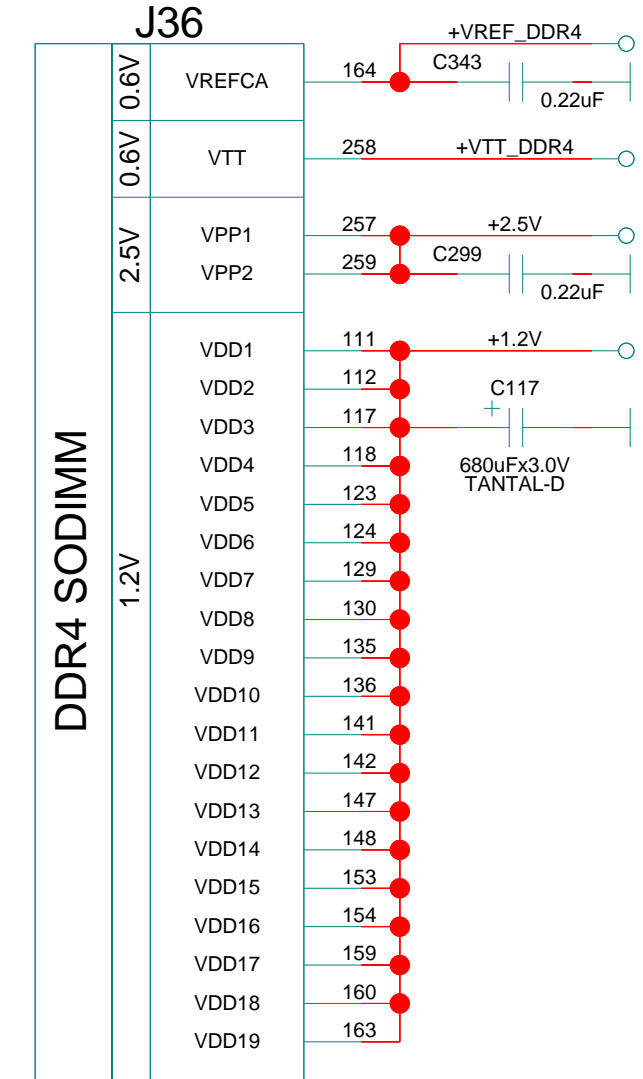 J36
0.6V VREFCA 164 C343 +VREF_DDR4
0.22uF
0.6V VTT 258 +VTT_DDR4
2.5V VPP1 257 +2.5V
VPP2 259 C299
0.22uF
DDR4 SODIMM
1.2V
VDD1 111 +1.2V
VDD2 112 C117
VDD3 117 +
VDD4 118 680uFx3.0V
TANTAL-D
VDD5 123
VDD6 124
VDD7 129
VDD8 130
VDD9 135
VDD10 136
VDD11 141
VDD12 142
VDD13 147
VDD14 148
VDD15 153
VDD16 154
VDD17 159
VDD18 160
VDD19 163